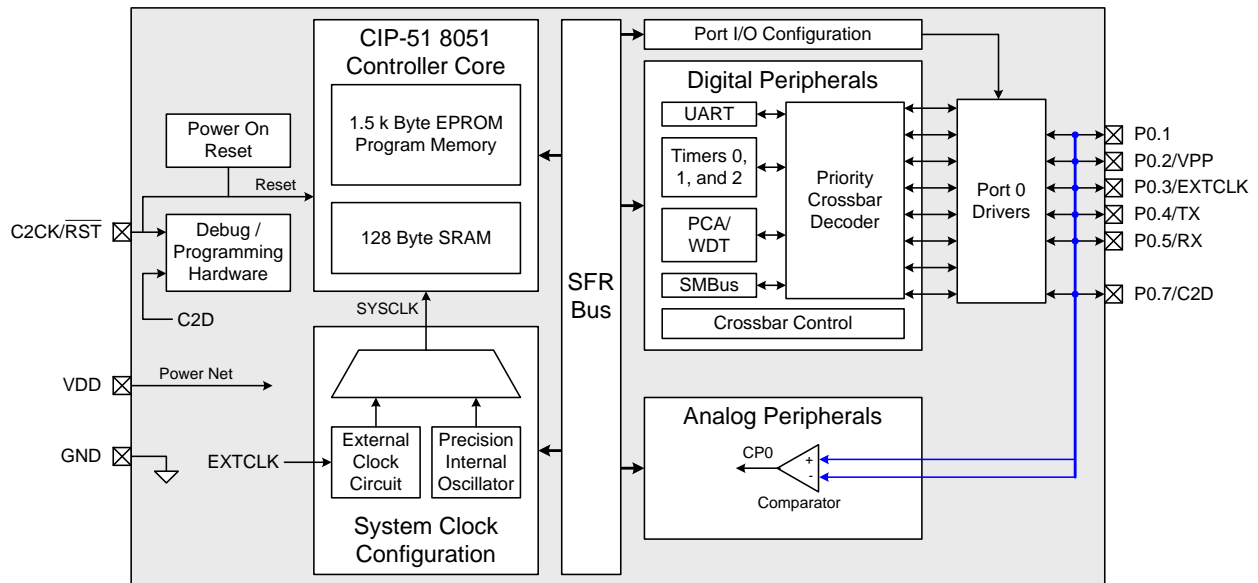 CIP-51 8051
Controller Core
1.5 k Byte EPROM
Program Memory
128 Byte SRAM
Power On
Reset
Reset
C2CK/RST
Debug /
Programming
Hardware
C2D
VDD
Power Net
GND
SYSCLK
EXTCLK
External
Clock
Circuit
Precision
Internal
Oscillator
System Clock
Configuration
SFR
Bus
Port I/O Configuration
Digital Peripherals
UART
Timers 0,
1, and 2
PCA/
WDT
SMBus
Priority
Crossbar
Decoder
Crossbar Control
Port 0
Drivers
P0.1
P0.2/VPP
P0.3/EXTCLK
P0.4/TX
P0.5/RX
P0.7/C2D
Analog Peripherals
CP0
+
-
Comparator